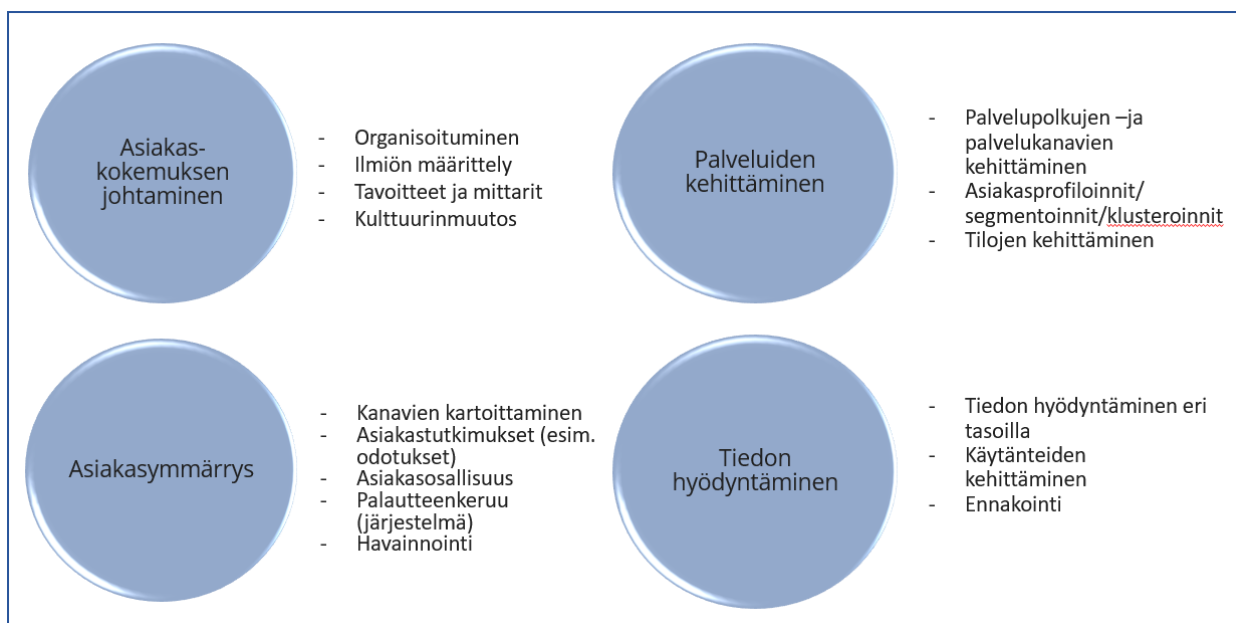 Asiakas-
kokemuksen
johtaminen
- Organisoituminen
- Ilmiön määrittely
- Tavoitteet ja mittarit
- Kulttuurinmuutos
Palveluiden
kehittäminen
- Palvelupolkujen –ja
palvelukanavien
kehittäminen
- Asiakasprofiloinnit/
segmentoinnit/klusteroinnit
- Tilojen kehittäminen
Asiakasymmärrys
- Kanavien kartoittaminen
- Asiakastutkimukset (esim.
odotukset)
- Asiakasosallisuus
- Palautteenkeruu
(järjestelmä)
- Havainnointi
Tiedon
hyödyntäminen
- Tiedon hyödyntäminen eri
tasoilla
- Käytänteiden
kehittäminen
- Ennakointi